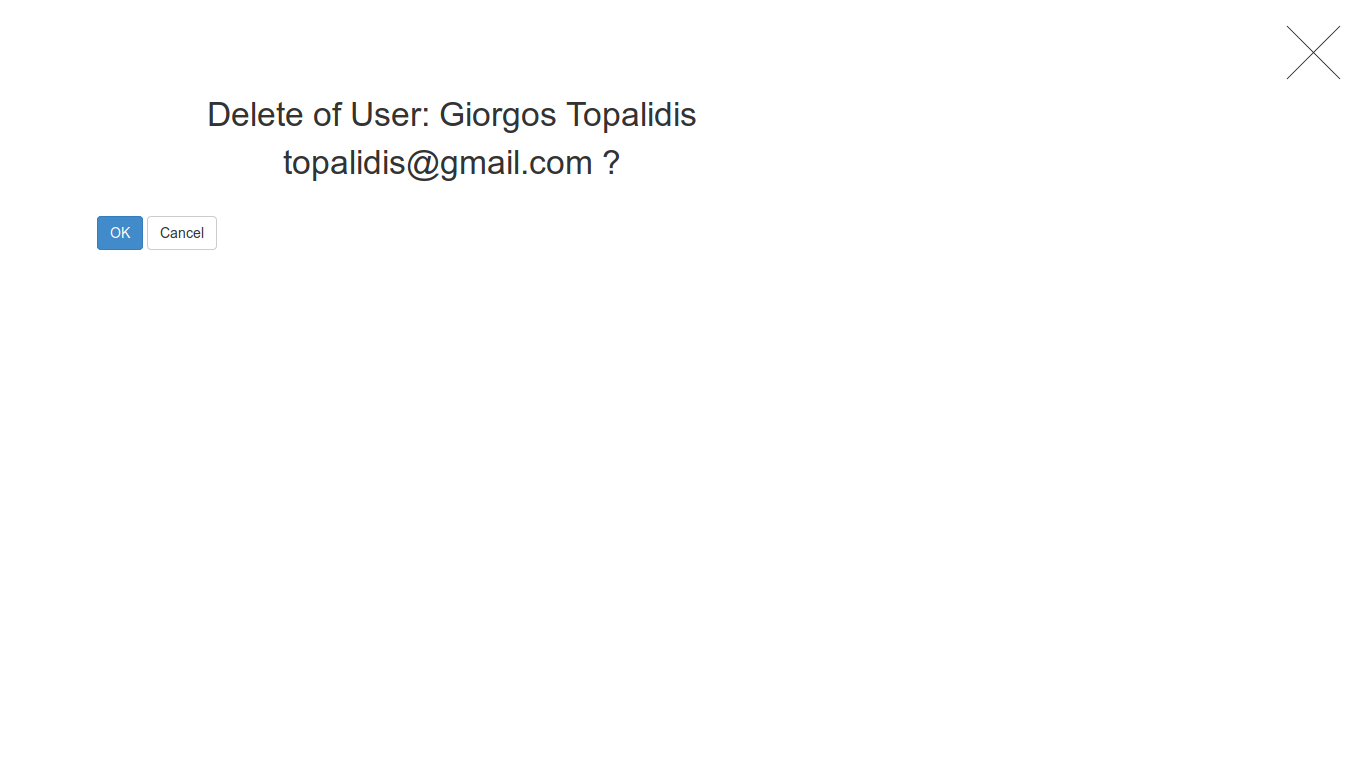 Delete of User: Giorgos Topalidis
topalidis@gmail.com ?
OK Cancel